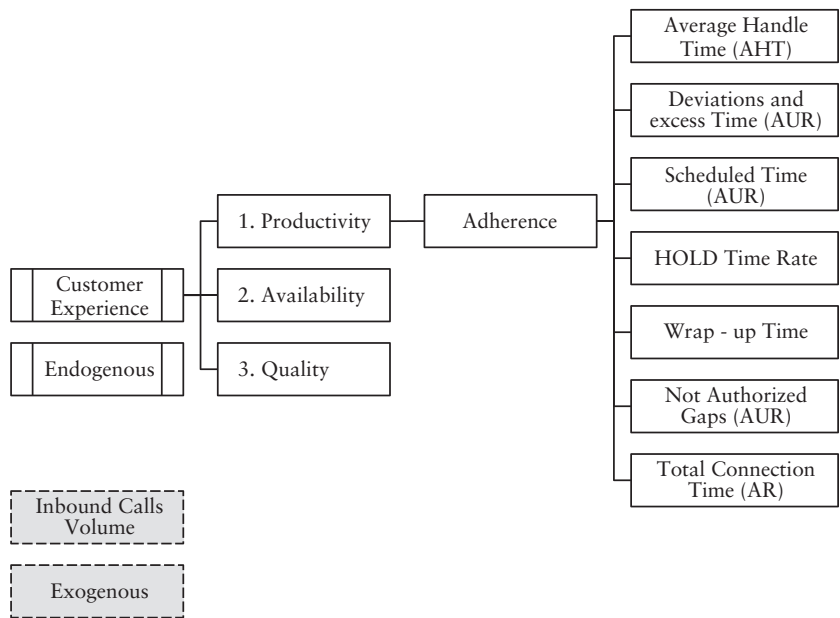 Average Handle
Time (AHT)
Deviations and
excess Time (AUR)
Scheduled Time
(AUR)
1. Productivity
Adherence
HOLD Time Rate
Customer
Experience
2. Availability
Wrap - up Time
Endogenous
3. Quality
Not Authorized
Gaps (AUR)
Total Connection
Time (AR)
Inbound Calls
Volume
Exogenous